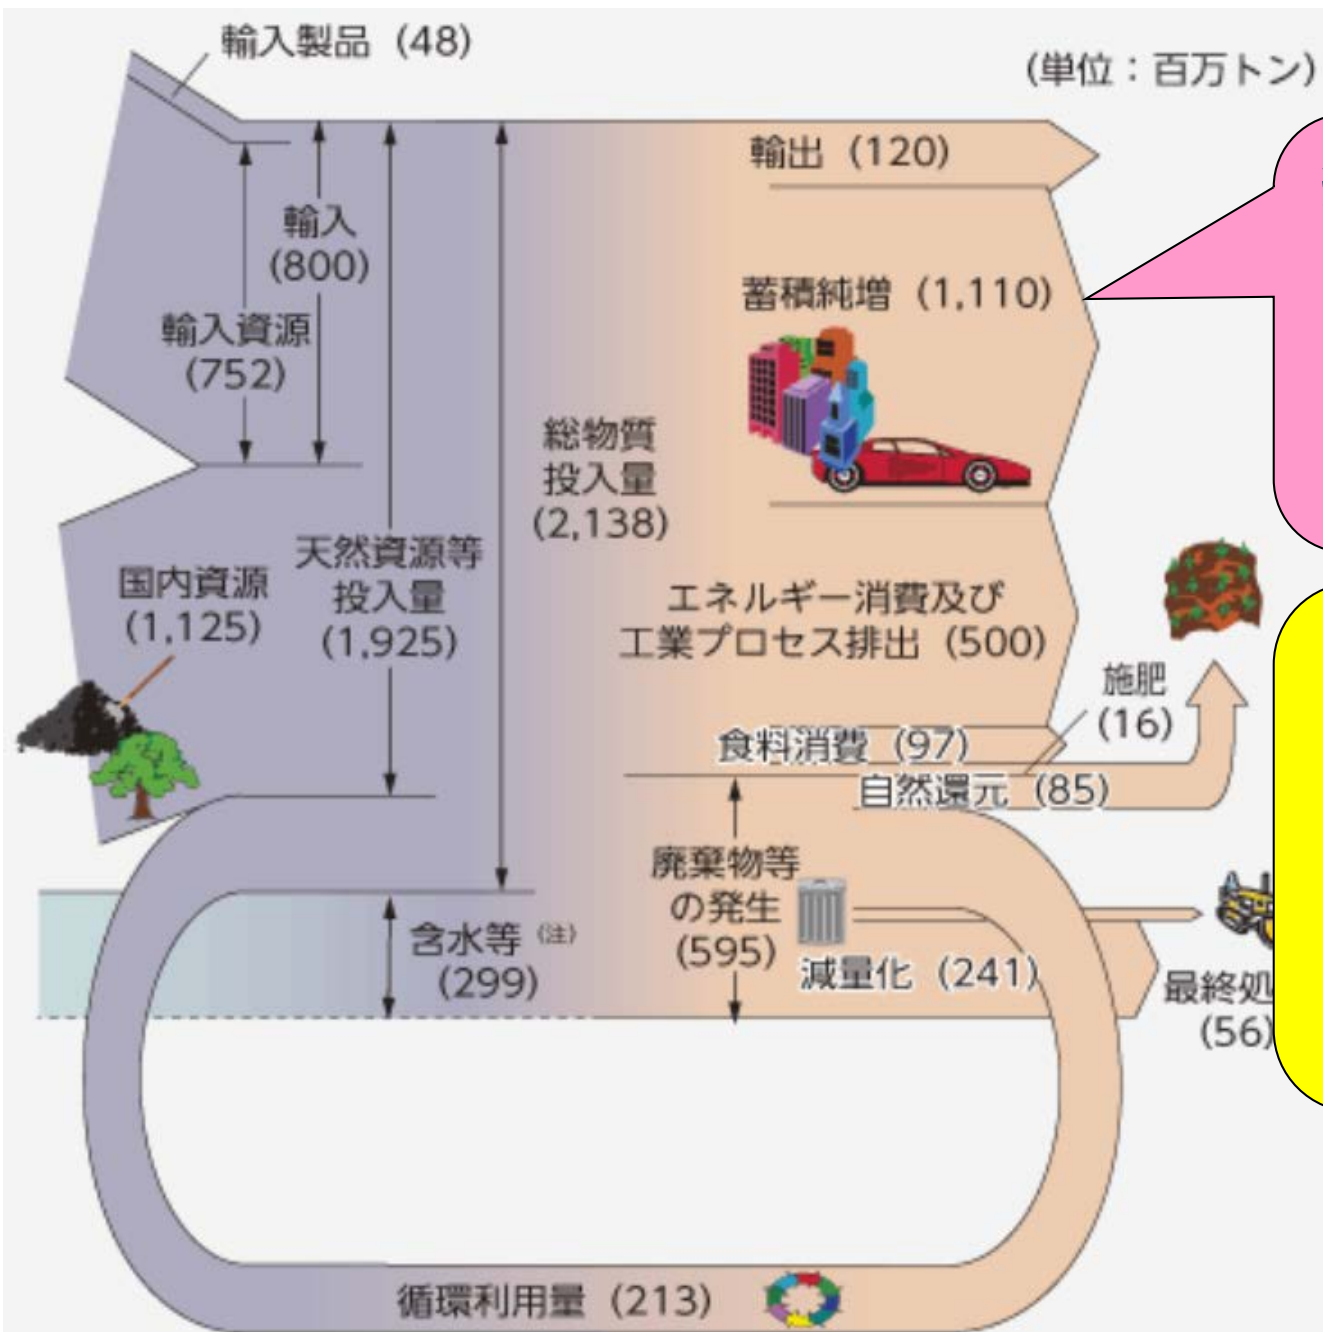 輸入製品 (48)
(単位:百万トン)
輸出 (120)
輸入
(800)
蓄積純増 (1,110)
輸入資源
(752)
総物質
投入量
(2,138)
天然資源等
投入量
(1,925)
国内資源
(1,125)
エネルギー消費及び
工業プロセス排出 (500)
施肥
(16)
食料消費 (97)
自然還元 (85)
廃棄物等
の発生
(595)
含水等 (注)
(299)
減量化 (241)
最終処
(56)
循環利用量 (213)